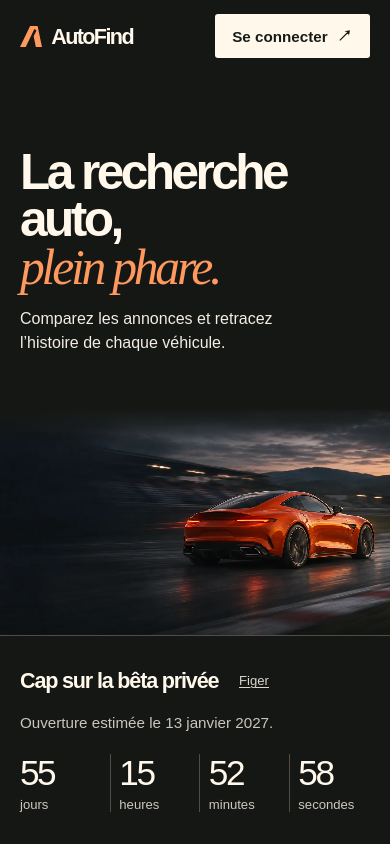 AutoFind
Se connecter ↗
La recherche
auto,
plein phare.
Comparez les annonces et retracez
l’histoire de chaque véhicule.
Cap sur la bêta privée Figer
Ouverture estimée le 13 janvier 2027.
55 15 52 58
jours heures minutes secondes